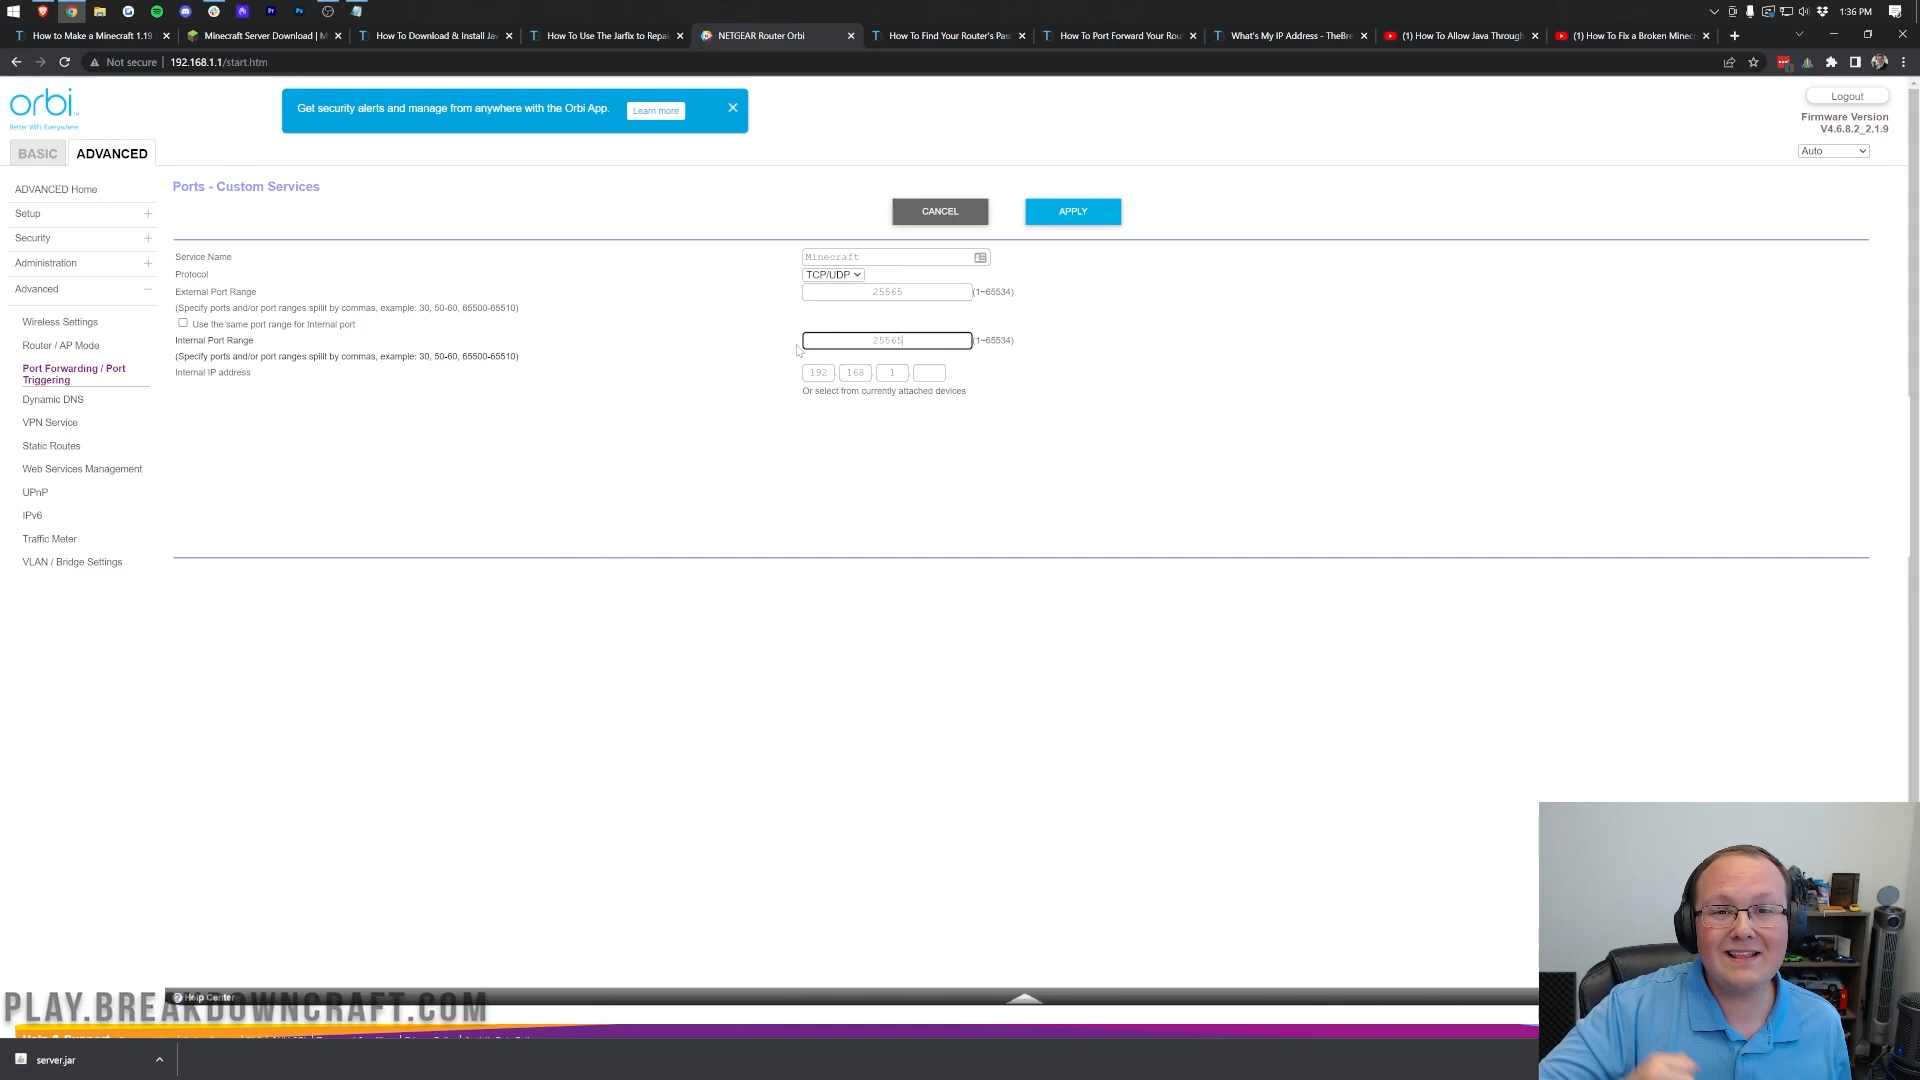 1:36 PM
How to Make a Minecraft 1.19
Minecraft Server Download | M
How To Download & Install Jav
How To Use The Jarfix to Repai
NETGEAR Router Orbi
How To Find Your Router's Pas
How To Port Forward Your Rou
What's My IP Address - TheBre
(1) How To Allow Java Through
(1) How To Fix a Broken Minec
Not secure | 192.168.1.1/start.htm
orbi
Better WiFi. Everywhere.
Get security alerts and manage from anywhere with the Orbi App.
Learn more
Logout
Firmware Version
V4.6.8.2_2.1.9
Auto
BASIC
ADVANCED
ADVANCED Home
Setup
Security
Administration
Advanced
Wireless Settings
Router / AP Mode
Port Forwarding / Port
Triggering
Dynamic DNS
VPN Service
Static Routes
Web Services Management
UPnP
IPv6
Traffic Meter
VLAN / Bridge Settings
Ports - Custom Services
CANCEL
APPLY
Service Name
Minecraft
Protocol
TCP/UDP
External Port Range
25565
(1~65534)
(Specify ports and/or port ranges spilit by commas, example: 30, 50-60, 65500-65510)
Use the same port range for Internal port
Internal Port Range
25565
(1~65534)
(Specify ports and/or port ranges spilit by commas, example: 30, 50-60, 65500-65510)
Internal IP address
192 . 168 . 1 .
Or select from currently attached devices
Help Center
PLAY.BREAKDOWNCRAFT.COM
server.jar